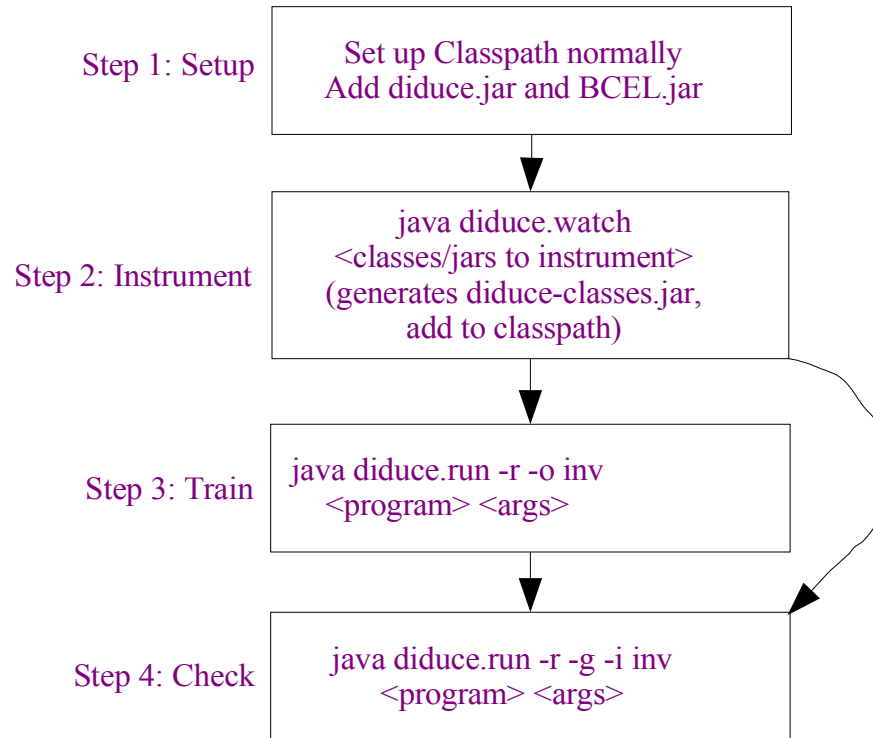 Step 1: Setup
Set up Classpath normally
Add diduce.jar and BCEL.jar
Step 2: Instrument
java diduce.watch
<classes/jars to instrument>
(generates diduce-classes.jar,
add to classpath)
Step 3: Train
java diduce.run -r -o inv
<program> <args>
Step 4: Check
java diduce.run -r -g -i inv
<program> <args>